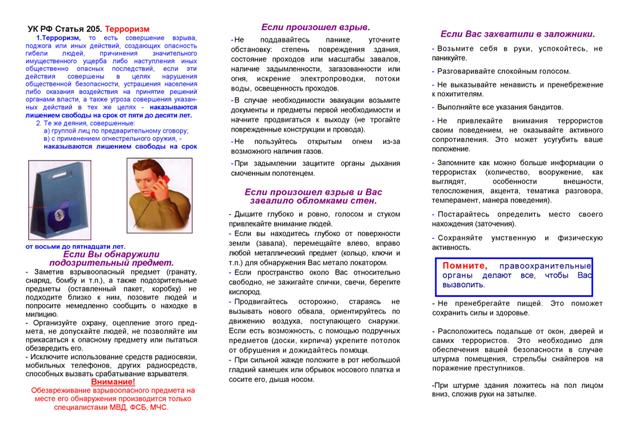 УК РФ Статья 205. Терроризм
1.Терроризм, то есть совершение взрыва,
поджога или иных действий, создающих опасность
гибели людей, причинения значительного
имущественного ущерба либо наступления иных
общественно опасных последствий, если эти
действия совершены в целях нарушения
общественной безопасности, устрашения населения
либо оказания воздействия на принятие решений
органами власти, а также угроза совершения указан-
ных действий в тех же целях - наказываются
лишением свободы на срок от пяти до десяти лет.
2. Те же деяния, совершенные:
а) группой лиц по предварительному сговору;
в) с применением огнестрельного оружия, -
наказываются лишением свободы на срок
от восьми до пятнадцати лет.
Если Вы обнаружили
подозрительный предмет.
- Заметив взрывоопасный предмет (гранату,
снаряд, бомбу и т.п.), а также подозрительные
предметы (оставленный пакет, коробку) не
подходите близко к ним, позовите людей и
попросите немедленно сообщить о находке в
милицию.
- Организуйте охрану, оцепление этого пред-
мета, не допускайте людей, не позволяйте им
прикасаться к опасному предмету или пытаться
обезвредить его.
- Исключите использование средств радиосвязи,
мобильных телефонов, других радиосредств,
способных вызвать срабатывание взрывателя.
Внимание!
Обезвреживание взрывоопасного предмета на
месте его обнаружения производится только
специалистами МВД, ФСБ, МЧС.
Если произошел взрыв.
-Не поддавайтесь панике, уточните
обстановку: степень повреждения здания,
состояние проходов или масштабы завалов,
наличие задымленности, загазованности или
огня, искрение электропроводки, потоки
воды, освещенность проходов.
-В случае необходимости эвакуации возьмите
документы и предметы первой необходимости и
начните продвигаться к выходу (не трогайте
поврежденные конструкции и провода).
-Не пользуйтесь открытым огнем из-за
возможного наличия газов.
-При задымлении защитите органы дыхания
смоченным полотенцем.
Если произошел взрыв и Вас
завалило обломками стен.
- Дышите глубоко и ровно, голосом и стуком
привлекайте внимание людей.
- Если вы находитесь глубоко от поверхности
земли (завала), перемещайте влево, вправо
любой металлический предмет (кольцо, ключи и
т.п.) для обнаружения Вас метало локатором.
- Если пространство около Вас относительно
свободно, не зажигайте спички, свечи, берегите
кислород.
- Продвигайтесь осторожно, стараясь не
вызывать нового обвала, ориентируйтесь по
движению воздуха, поступающего снаружи.
Если есть возможность, с помощью подручных
предметов (доски, кирпича) укрепите потолок
от обрушения и дожидайтесь помощи.
- При сильной жажде положите в рот небольшой
гладкий камешек или обрывок носового платка и
сосите его, дыша носом.
Если Вас захватили в заложники.
- Возьмите себя в руки, успокойтесь, не
паникуйте.
- Разговаривайте спокойным голосом.
- Не выказывайте ненависть и пренебрежение
к похитителям.
- Выполняйте все указания бандитов.
- Не привлекайте внимания террористов
своим поведению, не оказывайте активного
сопротивления. Это может усугубить ваше
положение.
- Запомните как можно больше информации о
террористах (количество, вооружение, как
выглядят, особенности внешности,
телосложения, акцента, тематика разговора,
темперамент, манера поведения).
- Постарайтесь определить место своего
нахождения (заточения).
- Сохраняйте умственную и физическую
активность.
Помните, правоохранительные
органы делают все, чтобы Вас
вызволить.
- Не пренебрегайте пищей. Это поможет
сохранить силы и здоровье.
-Расположитесь подальше от окон, дверей и
самих террористов. Это необходимо для
обеспечения вашей безопасности в случае
штурма помещения, стрельбы снайперов на
поражение преступников.
-При штурме здания ложитесь на пол лицом
вниз, сложив руки на затылке.